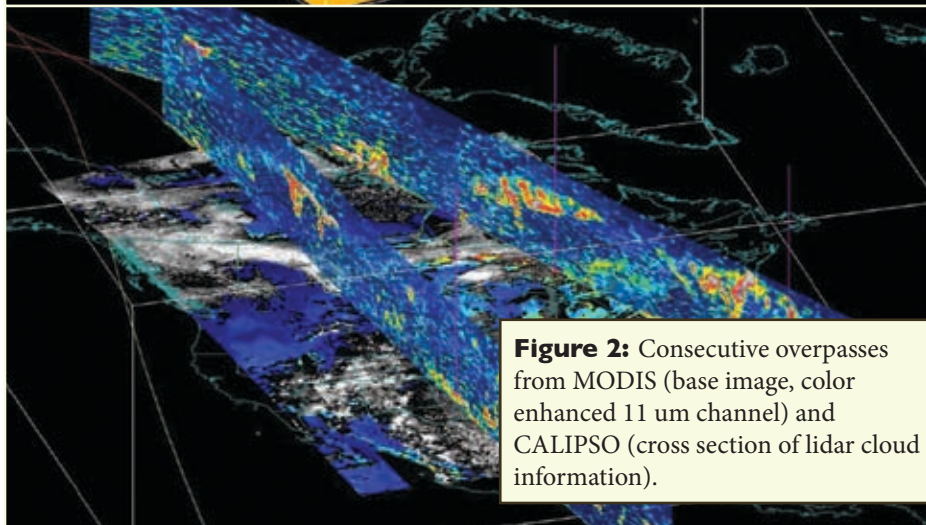 Figure 2: Consecutive overpasses
from MODIS (base image, color
enhanced 11 um channel) and
CALIPSO (cross section of lidar cloud
information).